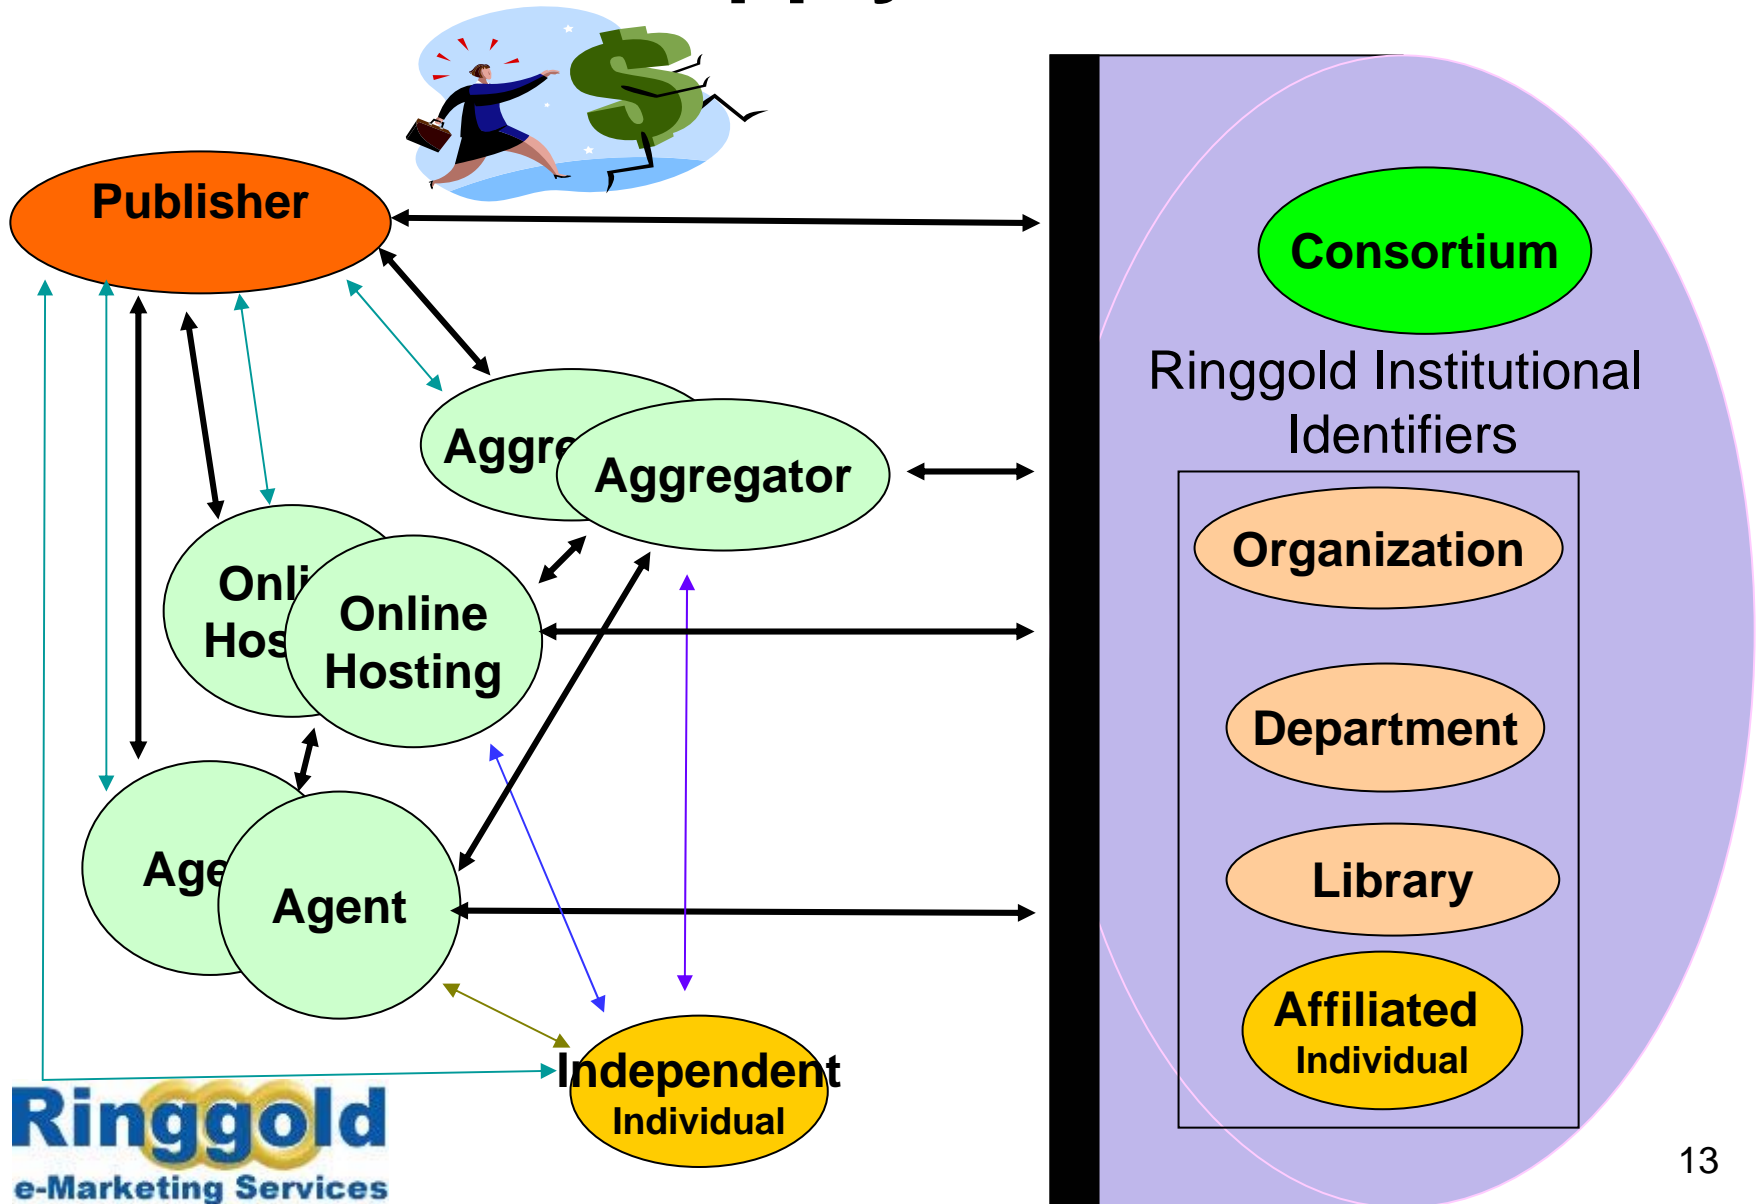 Publisher
Consortium
Ringgold Institutional
Identifiers
Aggre
Aggregator
Organization
Onli
Hos
Online
Hosting
Department
Age
Agent
Library
Affiliated
Individual
Independent
Individual
Ringgold
e-Marketing Services
13